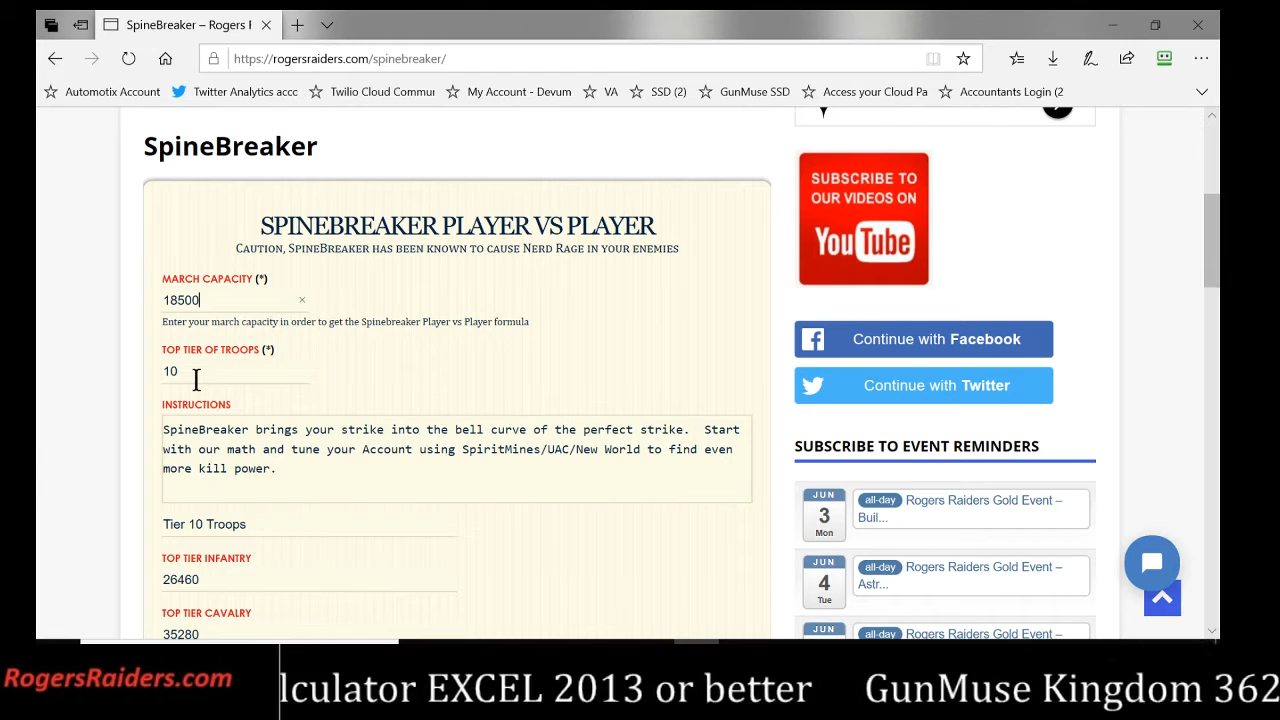 SpineBreaker – Rogers R
https://rogersraiders.com/spinebreaker/
Automotix Account
Twitter Analytics acc
Twilio Cloud Commu
My Account - Devum
VA
SSD (2)
GunMuse SSD
Access your Cloud Pa
Accountants Login (2
SpineBreaker
SPINEBREAKER PLAYER VS PLAYER
CAUTION, SPINEBREAKER HAS BEEN KNOWN TO CAUSE NERD RAGE IN YOUR ENEMIES
MARCH CAPACITY (*)
18500
Enter your march capacity in order to get the Spinebreaker Player vs Player formula
TOP TIER OF TROOPS (*)
10
INSTRUCTIONS
SpineBreaker brings your strike into the bell curve of the perfect strike. Start
with our math and tune your Account using SpiritMines/UAC/New World to find even
more kill power.
Tier 10 Troops
TOP TIER INFANTRY
26460
TOP TIER CAVALRY
35280
SUBSCRIBE TO
OUR VIDEOS ON
YouTube
Continue with Facebook
Continue with Twitter
SUBSCRIBE TO EVENT REMINDERS
JUN
3
Mon
all-day Rogers Raiders Gold Event –
Buil...
JUN
4
Tue
all-day Rogers Raiders Gold Event –
Astr...
JUN
all-day Rogers Raiders Gold Event –
RogersRaiders.com
lculator EXCEL 2013 or better GunMuse Kingdom 362